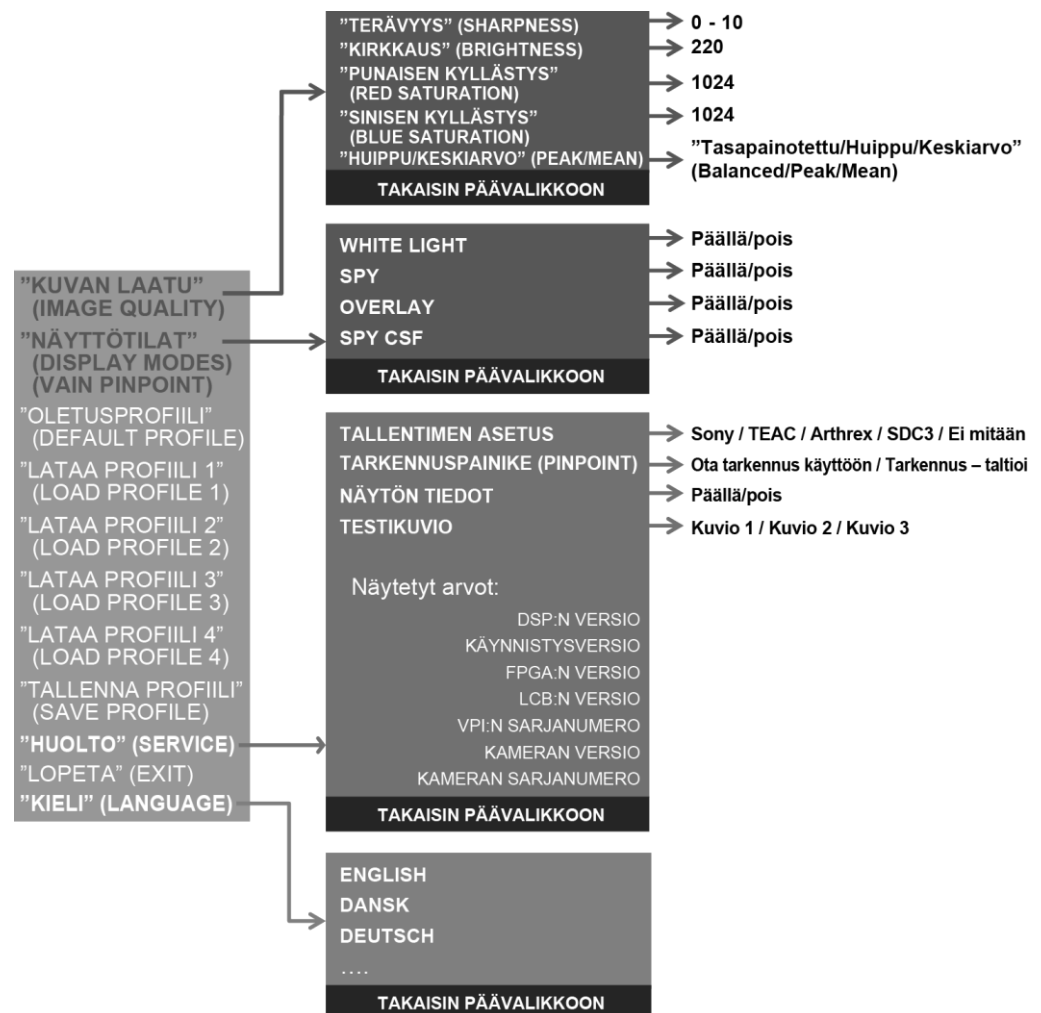 "KUVAN LAATU"
(IMAGE QUALITY)
"NÄYTTÖTILAT"
(DISPLAY MODES)
(VAIN PINPOINT)
"OLETUSPROFIILI"
(DEFAULT PROFILE)
"LATAA PROFIILI 1"
(LOAD PROFILE 1)
"LATAA PROFIILI 2"
(LOAD PROFILE 2)
"LATAA PROFIILI 3"
(LOAD PROFILE 3)
"LATAA PROFIILI 4"
(LOAD PROFILE 4)
"TALLENNA PROFIILI"
(SAVE PROFILE)
"HUOLTO" (SERVICE)
"LOPETA" (EXIT)
"KIELI" (LANGUAGE)
"TERÄVYYS" (SHARPNESS) 0 - 10
"KIRKKAUS" (BRIGHTNESS) 220
"PUNAISEN KYLLÄSTYS"
(RED SATURATION) 1024
"SINISEN KYLLÄSTYS" 1024
(BLUE SATURATION)
"HUIPPU/KESKIARVO" (PEAK/MEAN) "Tasapainotettu/Huippu/Keskiarvo"
(Balanced/Peak/Mean)
TAKAISIN PÄÄVALIKKOON
WHITE LIGHT Päällä/pois
SPY Päällä/pois
OVERLAY Päällä/pois
SPY CSF Päällä/pois
TAKAISIN PÄÄVALIKKOON
TALLENTIMEN ASETUS Sony / TEAC / Arthrex / SDC3 / Ei mitään
TARKENNUSPAINIKE (PINPOINT) Ota tarkennus käyttöön / Tarkennus – taltioi
NÄYTÖN TIEDOT Päällä/pois
TESTIKUVIO Kuvio 1 / Kuvio 2 / Kuvio 3
Näytetyt arvot:
DSP:N VERSIO
KÄYNNISTYSVERSIO
FPGA:N VERSIO
LCB:N VERSIO
VPI:N SARJANUMERO
KAMERAN VERSIO
KAMERAN SARJANUMERO
TAKAISIN PÄÄVALIKKOON
ENGLISH
DANSK
DEUTSCH
....
TAKAISIN PÄÄVALIKKOON